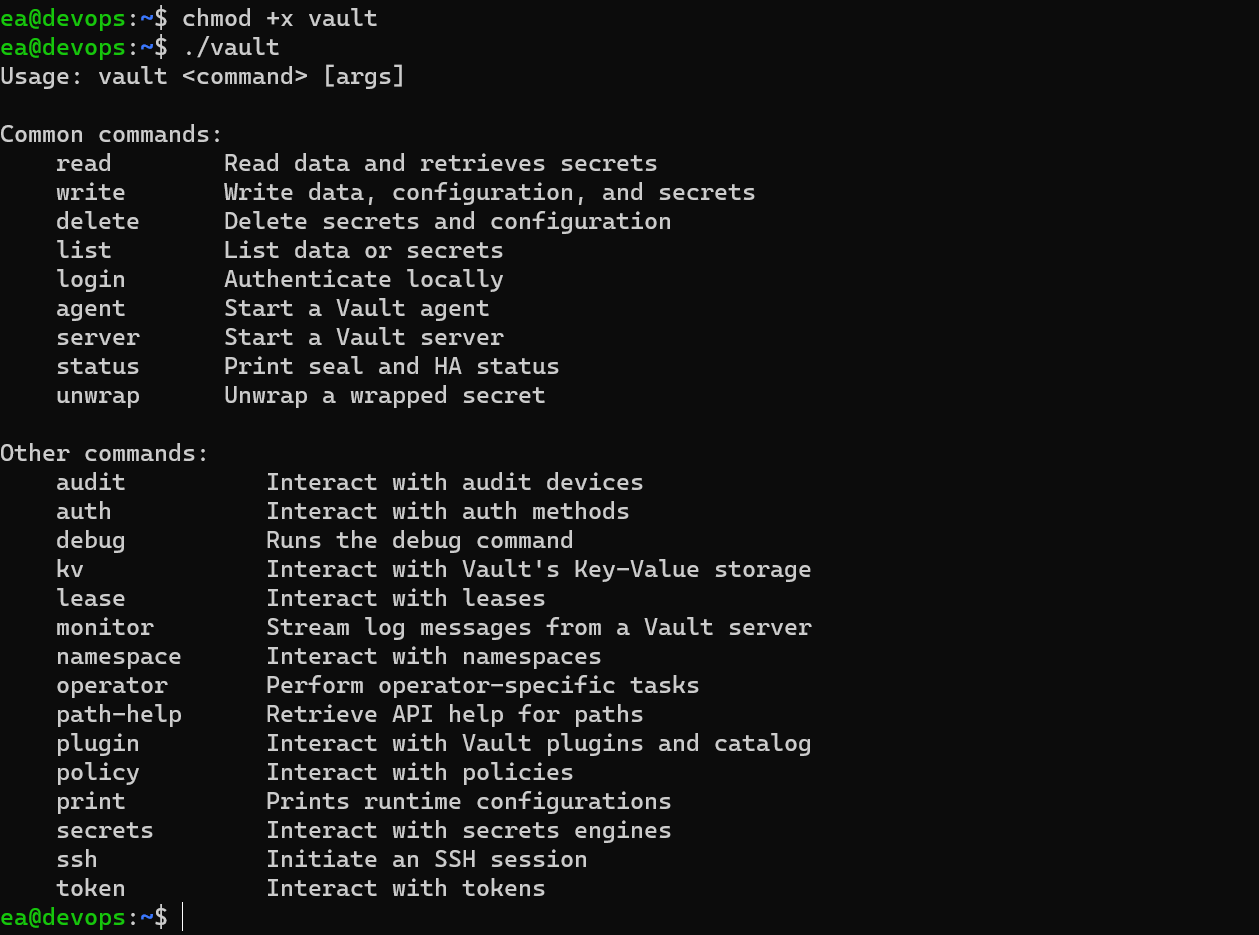 ea@devops:~$ chmod +x vault
ea@devops:~$ ./vault
Usage: vault <command> [args]

Common commands:
    read        Read data and retrieves secrets
    write       Write data, configuration, and secrets
    delete      Delete secrets and configuration
    list        List data or secrets
    login       Authenticate locally
    agent       Start a Vault agent
    server      Start a Vault server
    status      Print seal and HA status
    unwrap      Unwrap a wrapped secret

Other commands:
    audit          Interact with audit devices
    auth           Interact with auth methods
    debug          Runs the debug command
    kv             Interact with Vault's Key-Value storage
    lease          Interact with leases
    monitor        Stream log messages from a Vault server
    namespace      Interact with namespaces
    operator       Perform operator-specific tasks
    path-help      Retrieve API help for paths
    plugin         Interact with Vault plugins and catalog
    policy         Interact with policies
    print          Prints runtime configurations
    secrets        Interact with secrets engines
    ssh            Initiate an SSH session
    token          Interact with tokens
ea@devops:~$